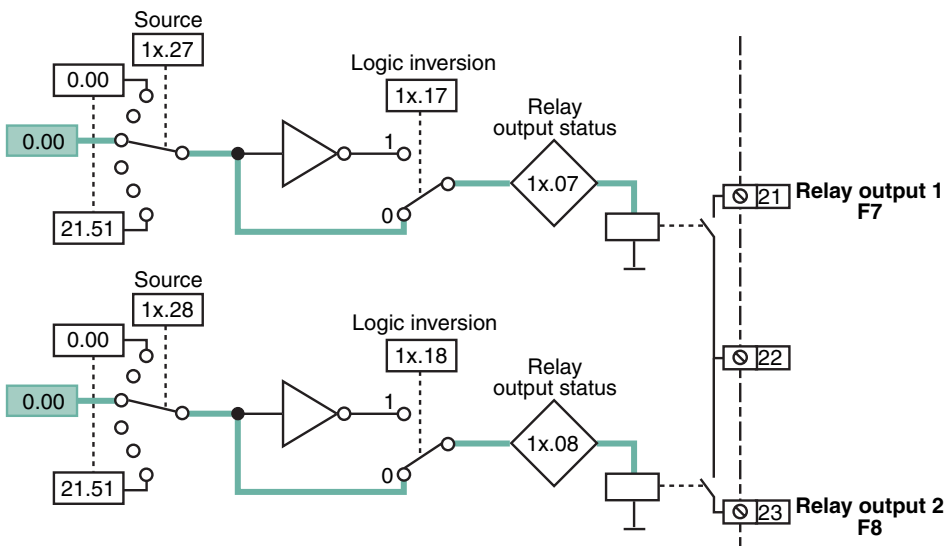 Source
1x.27
0.00
0.00
21.51
Logic inversion
1x.17
1
0
Relay
output status
1x.07
21
Relay output 1
F7
22
Source
1x.28
0.00
0.00
21.51
Logic inversion
1x.18
1
0
Relay
output status
1x.08
23
Relay output 2
F8